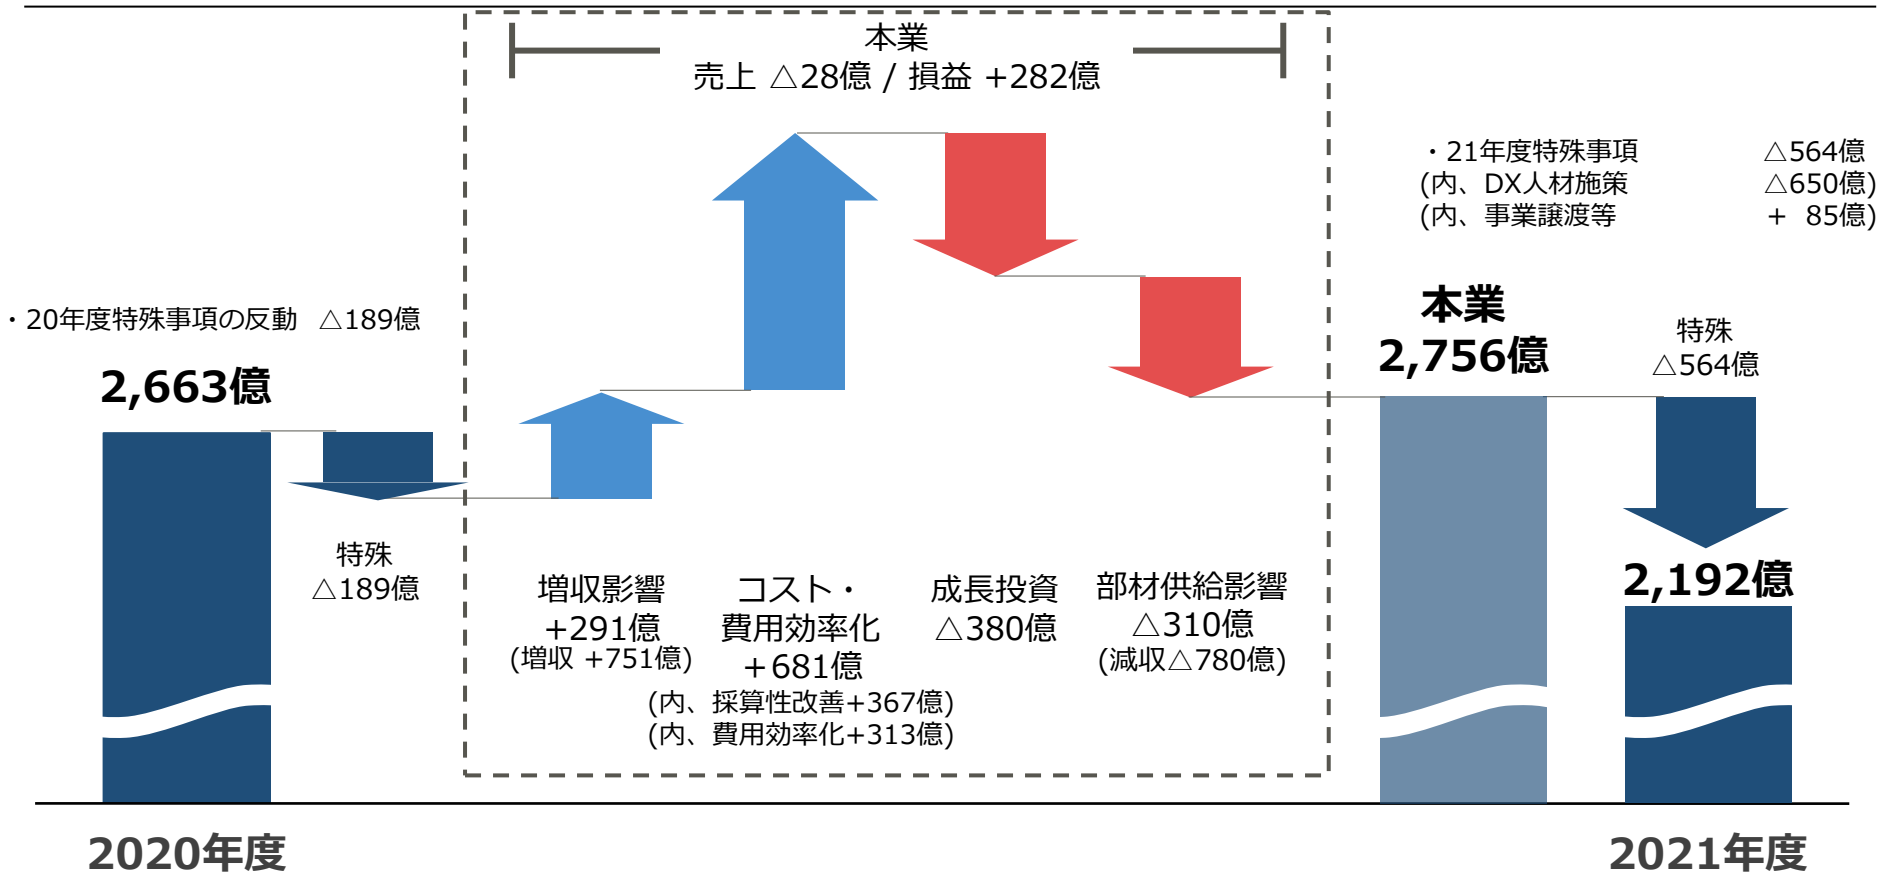 本業
売上 △28億 / 損益 +282億
・21年度特殊事項 △564億
(内、DX人材施策 △650億)
(内、事業譲渡等 + 85億)
・20年度特殊事項の反動 △189億
2,663億
本業
2,756億
特殊
△564億
特殊
△189億
増収影響
+291億
(増収 +751億)
コスト・
費用効率化
+681億
(内、採算性改善+367億)
(内、費用効率化+313億)
成長投資
△380億
部材供給影響
△310億
(減収△780億)
2,192億
2020年度
2021年度